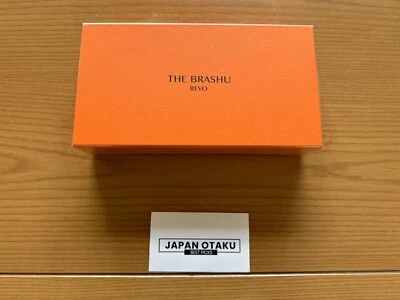 THE BRASHU
REVO
JAPAN OTAKU
BEST PICKS